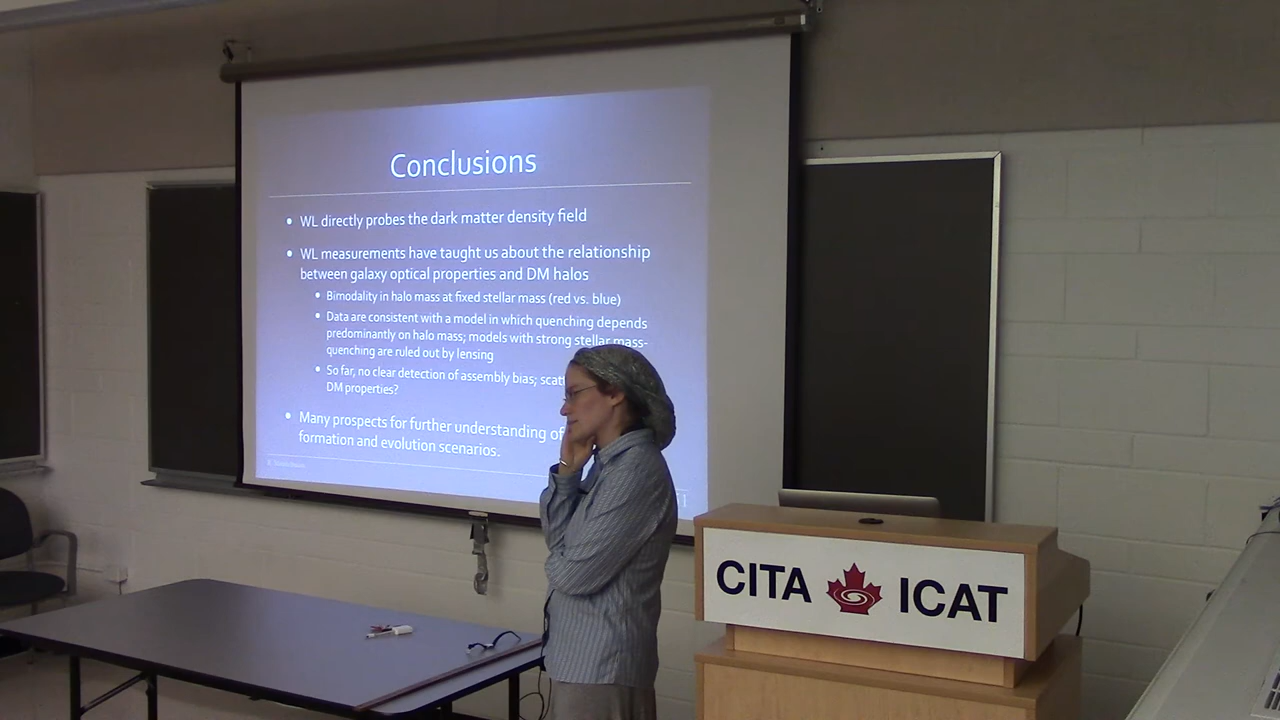 Conclusions
• WL directly probes the dark matter density field
• WL measurements have taught us about the relationship
between galaxy optical properties and DM halos
• Bimodality in halo mass at fixed stellar mass (red vs. blue)
• Data are consistent with a model in which quenching depends
predominantly on halo mass; models with strong stellar mass-
quenching are ruled out by lensing
• So far, no clear detection of assembly bias;
DM properties?
• Many prospects for further understanding of
formation and evolution scenarios.
CITA ICAT